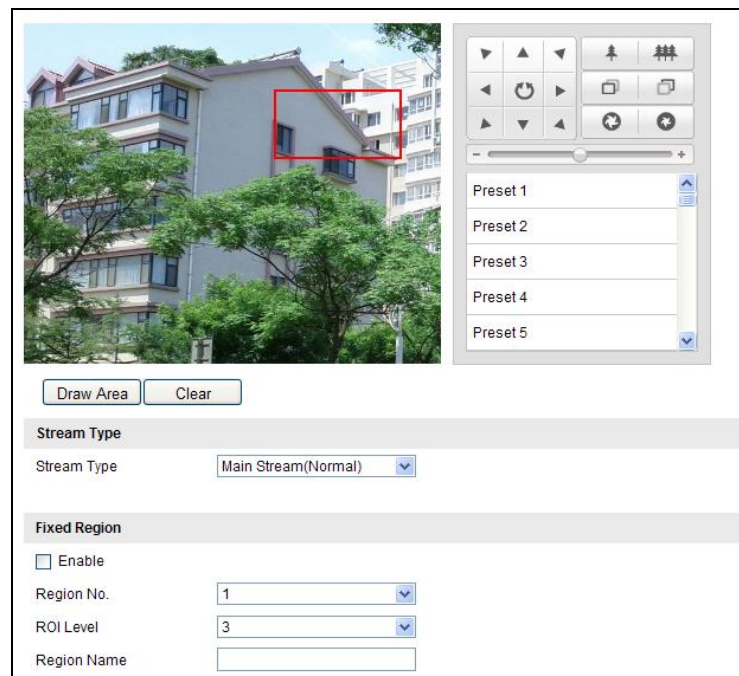 Preset 1
Preset 2
Preset 3
Preset 4
Preset 5
Draw Area Clear
Stream Type
Stream Type Main Stream(Normal)
Fixed Region
Enable
Region No. 1
ROI Level 3
Region Name